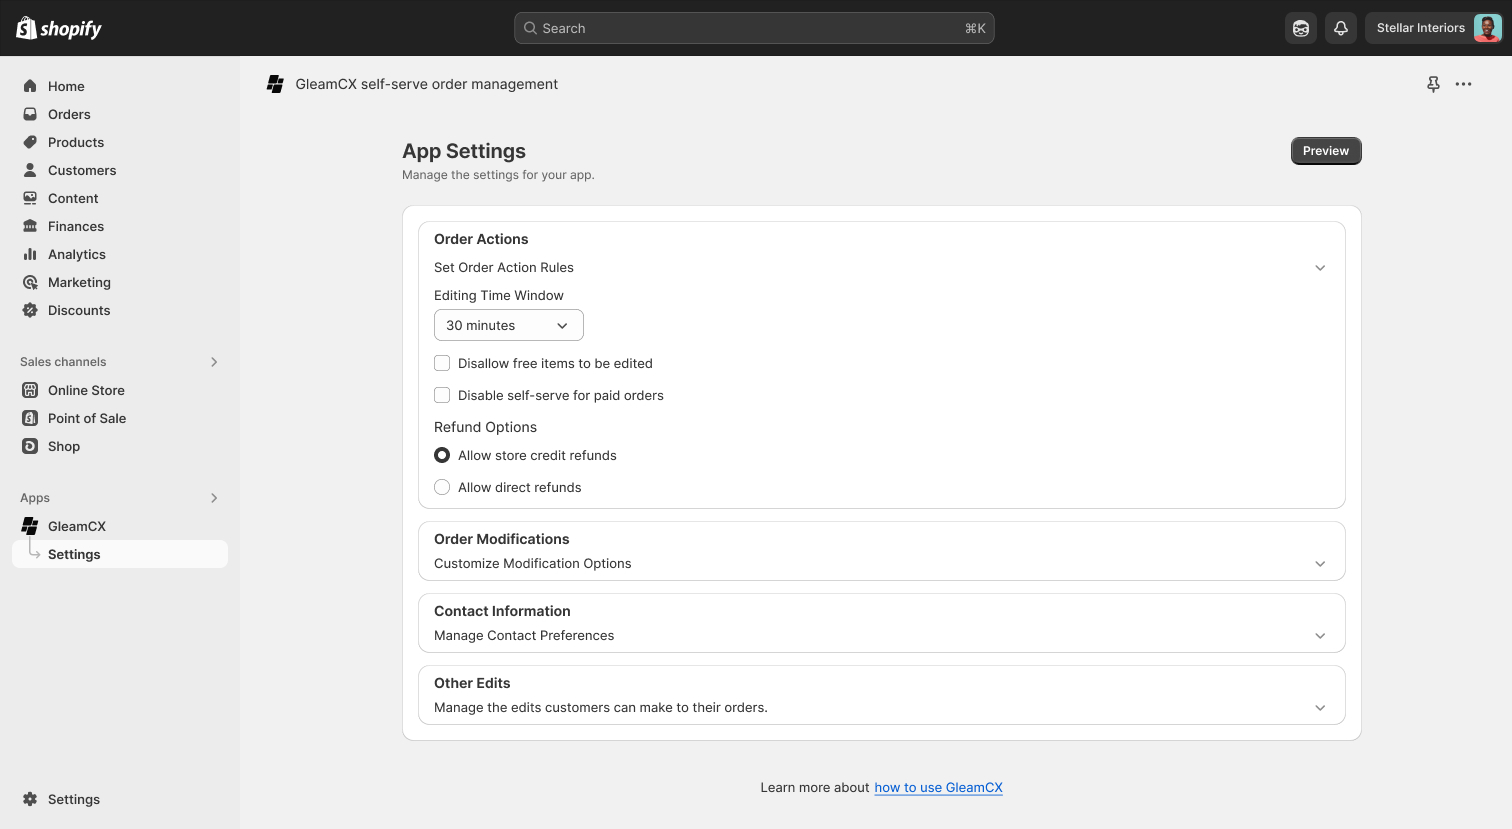 shopify
Search
⌘K
Stellar Interiors
Home
Orders
Products
Customers
Content
Finances
Analytics
Marketing
Discounts
Sales channels
Online Store
Point of Sale
Shop
Apps
GleamCX
Settings
Settings
GleamCX self-serve order management
App Settings
Manage the settings for your app.
Preview
Order Actions
Set Order Action Rules
Editing Time Window
30 minutes
Disallow free items to be edited
Disable self-serve for paid orders
Refund Options
Allow store credit refunds
Allow direct refunds
Order Modifications
Customize Modification Options
Contact Information
Manage Contact Preferences
Other Edits
Manage the edits customers can make to their orders.
Learn more about how to use GleamCX